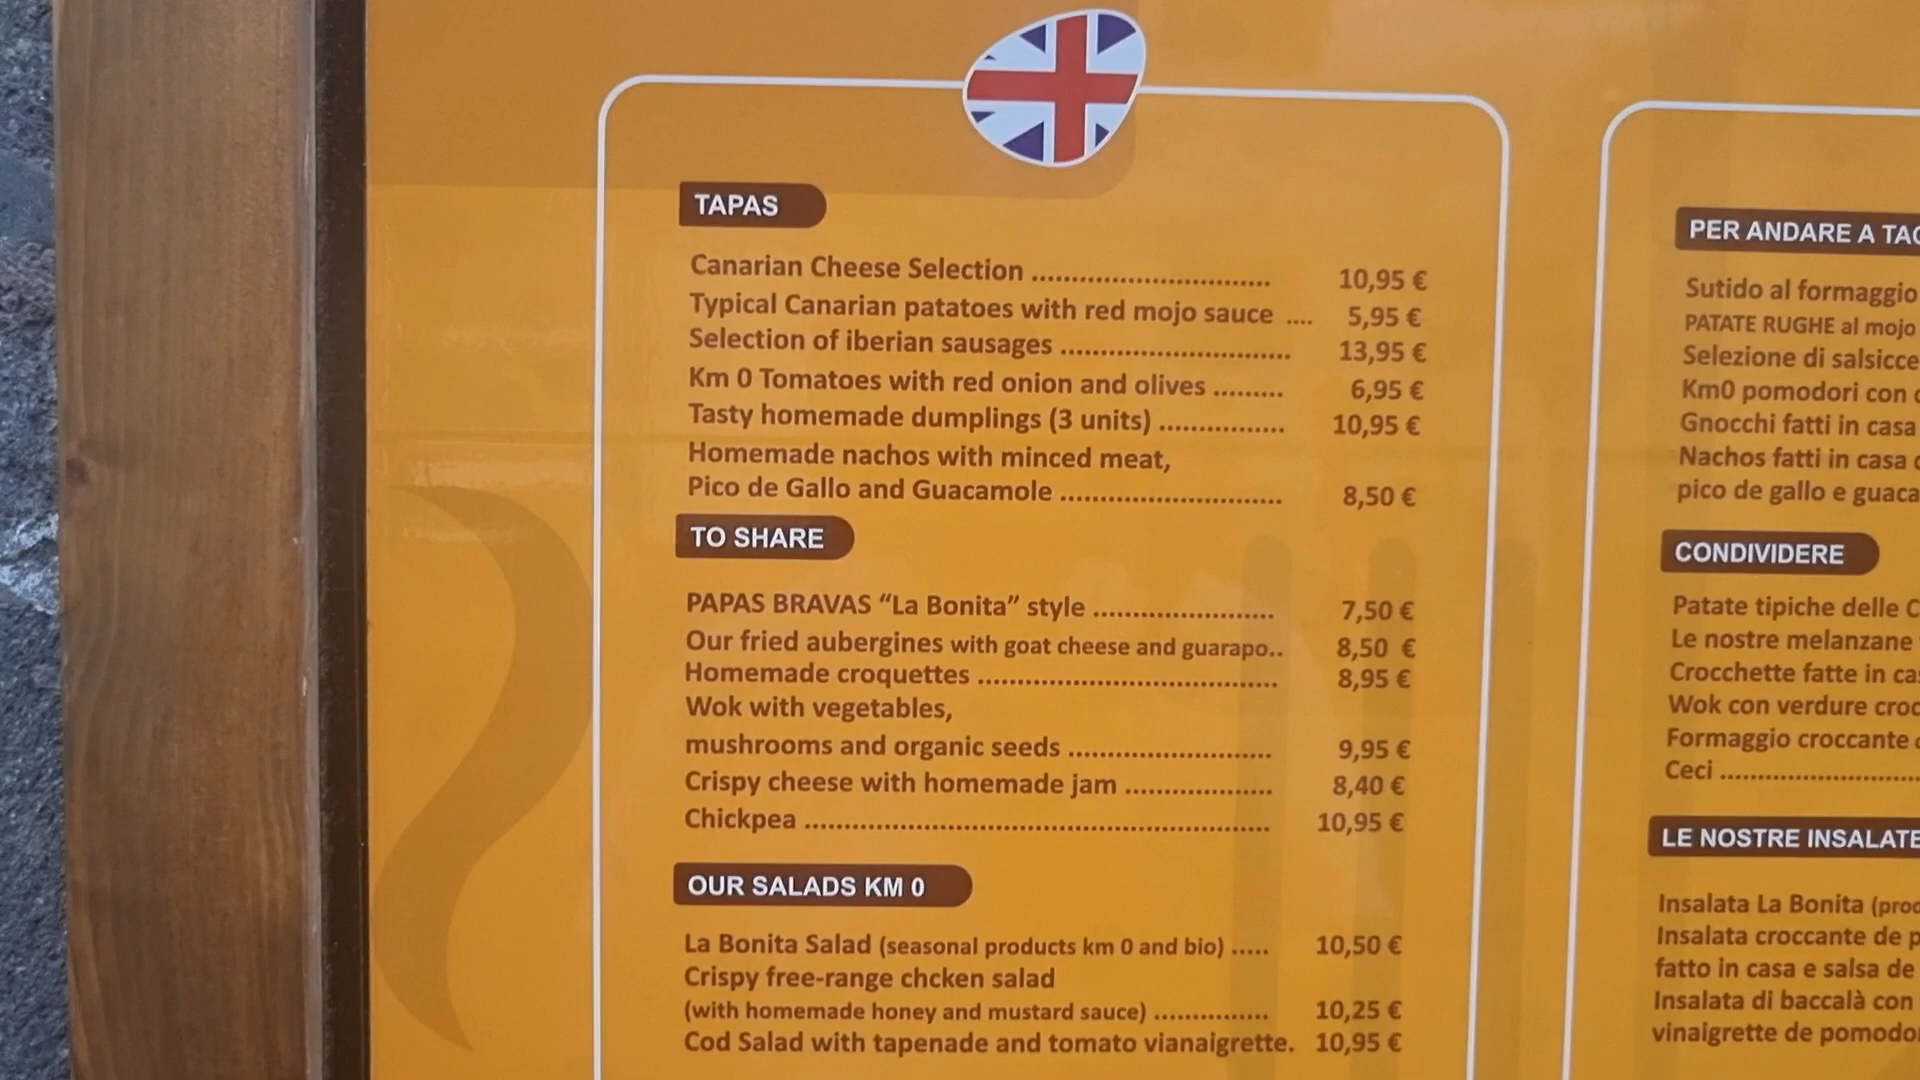 TAPAS
Canarian Cheese Selection .............................. 10,95 €
Typical Canarian patatoes with red mojo sauce .... 5,95 €
Selection of iberian sausages ............................. 13,95 €
Km 0 Tomatoes with red onion and olives ......... 6,95 €
Tasty homemade dumplings (3 units) ................ 10,95 €
Homemade nachos with minced meat,
Pico de Gallo and Guacamole ............................ 8,50 €
TO SHARE
PAPAS BRAVAS “La Bonita” style ....................... 7,50 €
Our fried aubergines with goat cheese and guarapo.. 8,50 €
Homemade croquettes ...................................... 8,95 €
Wok with vegetables,
mushrooms and organic seeds .......................... 9,95 €
Crispy cheese with homemade jam ................... 8,40 €
Chickpea ........................................................... 10,95 €
OUR SALADS KM 0
La Bonita Salad (seasonal products km 0 and bio) ..... 10,50 €
Crispy free-range chcken salad
(with homemade honey and mustard sauce) ............... 10,25 €
Cod Salad with tapenade and tomato vianaigrette. 10,95 €
PER ANDARE A
Sutido al formaggio
PATATE RUGHE al mojo
Selezione di salsicce
Km0 pomodori con
Gnocchi fatti in casa
Nachos fatti in casa
pico de gallo e
CONDIVIDERE
Patate tipiche delle
Le nostre melanzane
Crocchette fatte in
Wok con verdure
Formaggio croccante
Ceci .........................
LE NOSTRE INSALATE
Insalata La Bonita
Insalata croccante de
fatto in casa e salsa de
Insalata di baccalà con
vinaigrette de